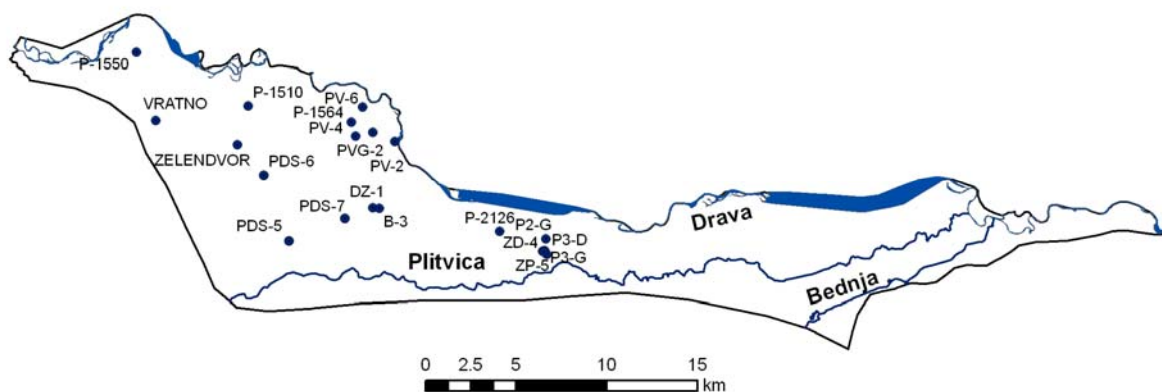 P-1550
P-1510
VRATNO
PV-6
P-1564
PV-4
ZELENDVOR
PVG-2
PV-2
PDS-6
DZ-1
PDS-7
B-3
PDS-5
P-2126
P2-G
Drava
ZD-4
P3-D
Plitvica
P3-G
ZP-5
Bednja
0 2.5 5 10 15
km